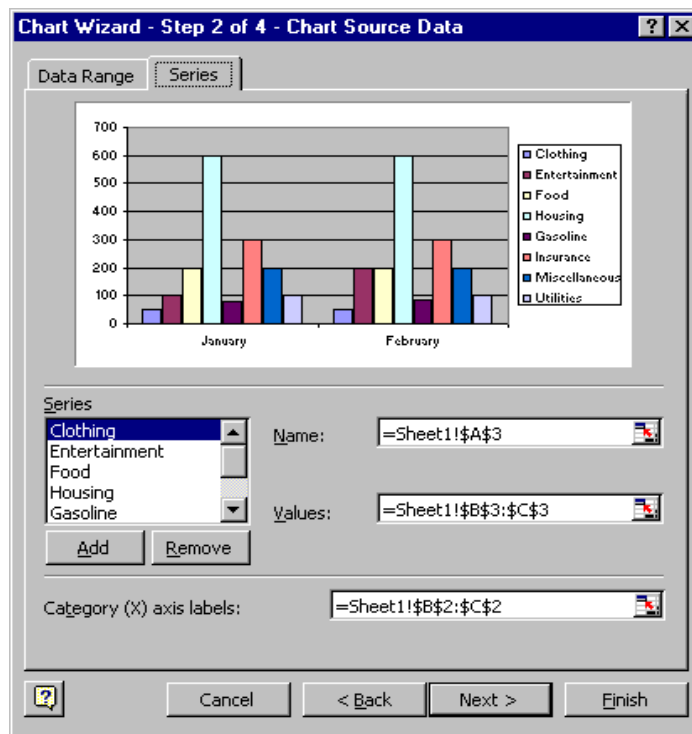 Chart Wizard - Step 2 of 4 - Chart Source Data
Data Range
Series
700
600
500
400
300
200
100
0
January
February
Clothing
Entertainment
Food
Housing
Gasoline
Insurance
Miscellaneous
Utilities
Series
Clothing
Entertainment
Food
Housing
Gasoline
Add
Remove
Name:
=Sheet1!$A$3
Values:
=Sheet1!$B$3:$C$3
Category (X) axis labels:
=Sheet1!$B$2:$C$2
Cancel
< Back
Next >
Finish